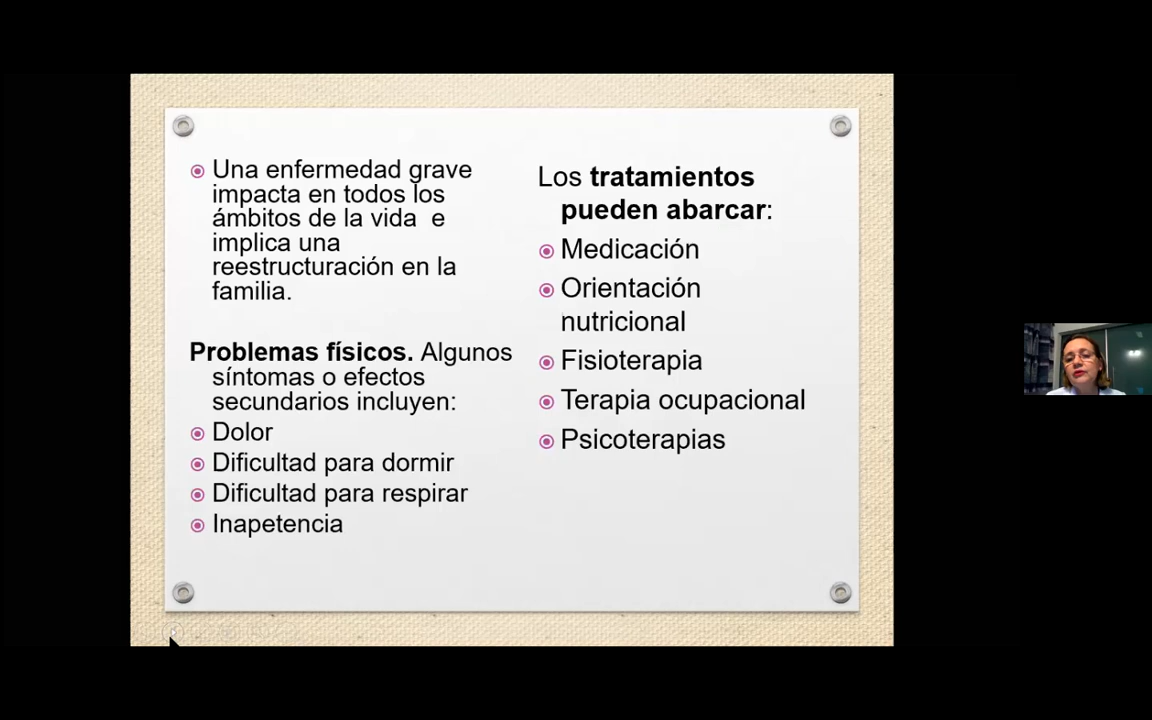 Una enfermedad grave
impacta en todos los
ámbitos de la vida  e
implica una
reestructuración en la
familia.
Problemas físicos. Algunos
síntomas o efectos
secundarios incluyen:
Dolor
Dificultad para dormir
Dificultad para respirar
Inapetencia
Los tratamientos
pueden abarcar:
Medicación
Orientación
nutricional
Fisioterapia
Terapia ocupacional
Psicoterapias